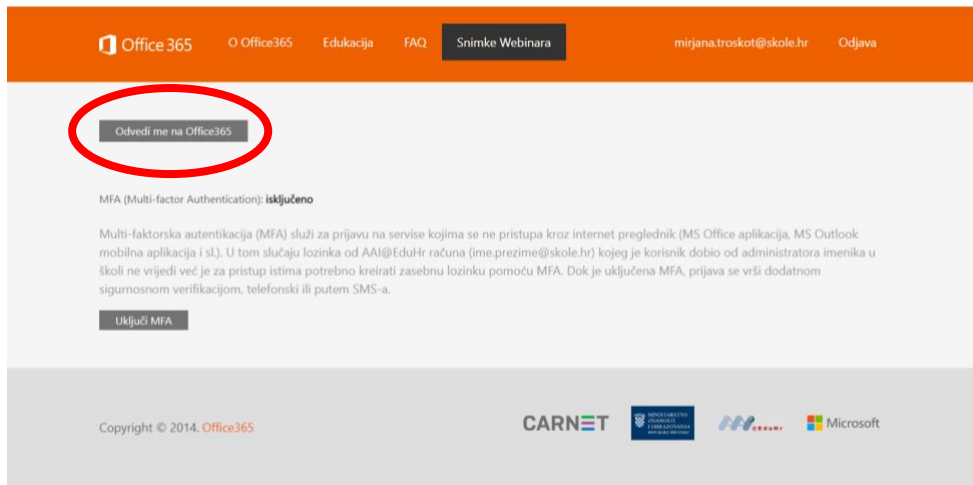 Office 365 O Office365 Edukacija FAQ Snimke Webinara mirjana.troskot@skole.hr Odjava
Odvedi me na Office365
MFA (Multi-factor Authentication): isključeno
Multi-faktorska autentikacija (MFA) služi za prijavu na servise kojima se ne pristupa kroz internet preglednik (MS Office aplikacija, MS Outlook
mobilna aplikacija i sl.). U tom slučaju lozinka od AAI@EduHr računa (ime.prezime@skole.hr) kojeg je korisnik dobio od administratora imenika u
školi ne vrijedi već je za pristup istima potrebno kreirati zasebnu lozinku pomoću MFA. Dok je uključena MFA, prijava se vrši dodatnom
sigurnosnom verifikacijom, telefonski ili putem SMS-a.
Uključi MFA
Copyright © 2014. Office365 CARNET Microsoft
MINISTARSTVO
ZNANOSTI
I OBRAZOVANJA
REPUBLIKE HRVATSKE